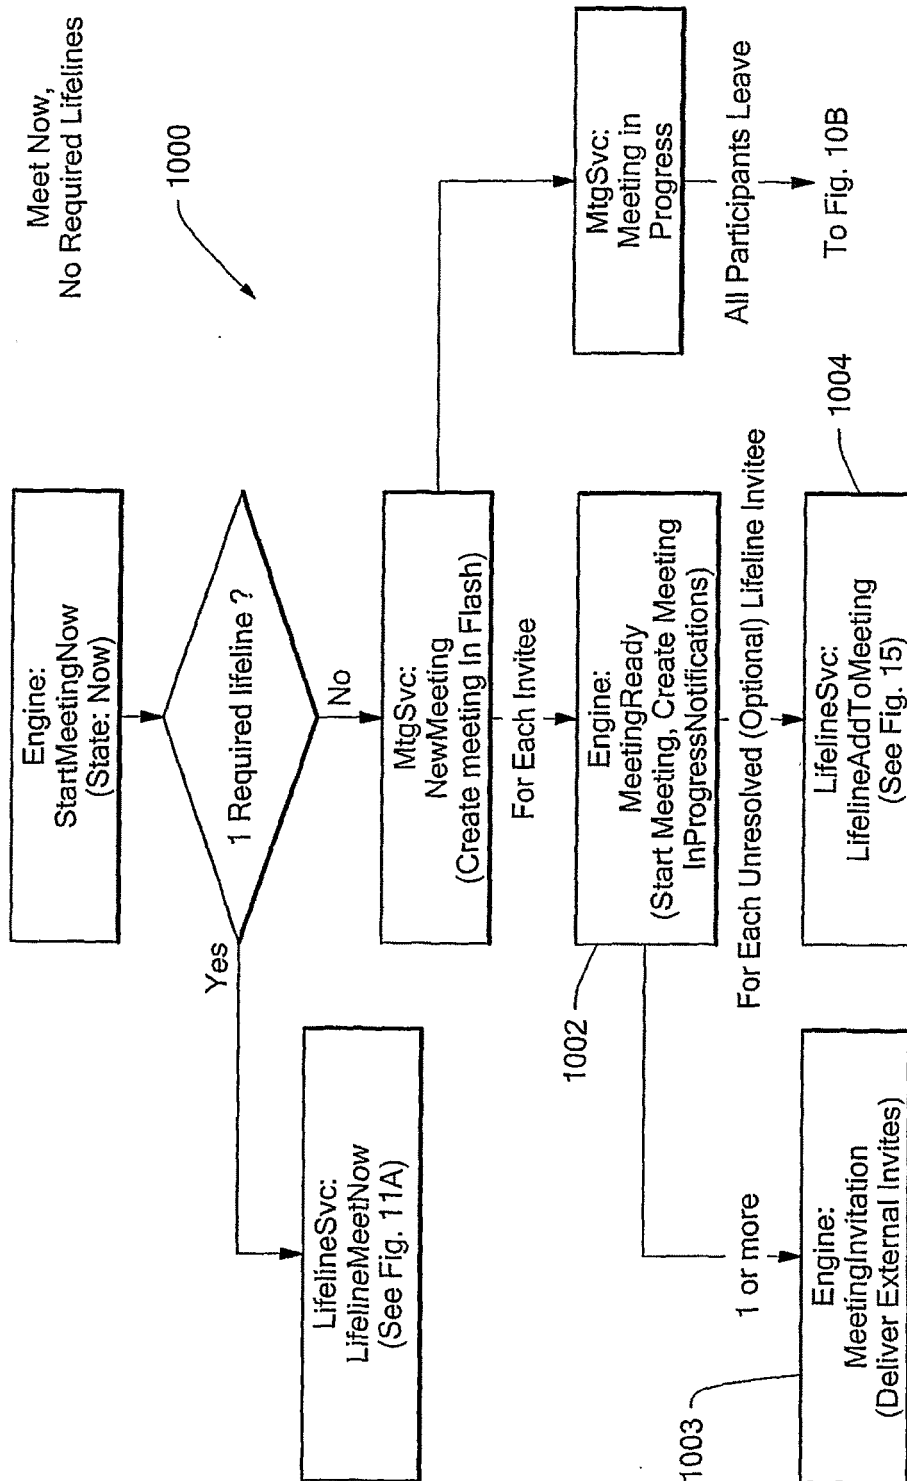 Meet Now,
No Required Lifelines
1000
Engine:
StartMeetingNow
(State: Now)
1 Required lifeline ?
Yes
No
LifelineSvc:
LifelineMeetNow
(See Fig. 11A)
MtgSvc:
NewMeeting
(Create meeting In Flash)
For Each Invitee
MtgSvc:
Meeting in
Progress
All Participants Leave
To Fig. 10B
1002
Engine:
MeetingReady
(Start Meeting, Create Meeting
InProgressNotifications)
1 or more
For Each Unresolved (Optional) Lifeline Invitee
1003
Engine:
MeetingInvitation
(Deliver External Invites)
1004
LifelineSvc:
LifelineAddToMeeting
(See Fig. 15)